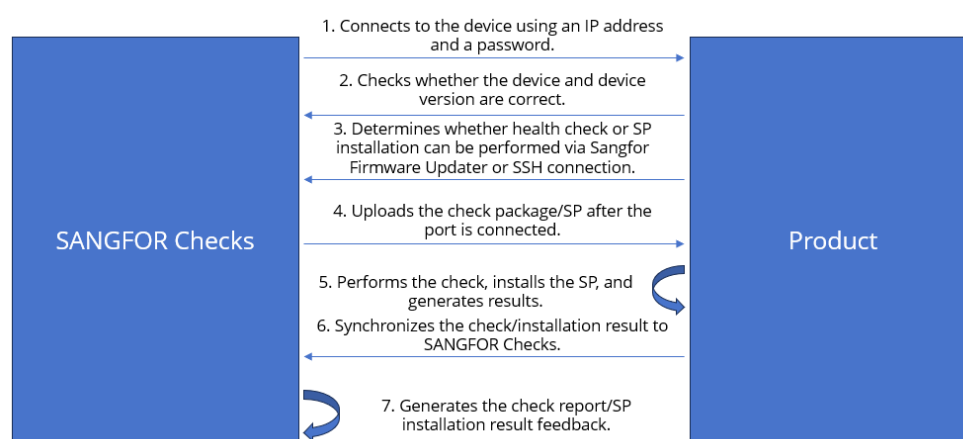 1. Connects to the device using an IP address
and a password.
2. Checks whether the device and device
version are correct.
3. Determines whether health check or SP
installation can be performed via Sangfor
Firmware Updater or SSH connection.
SANGFOR Checks
4. Uploads the check package/SP after the
port is connected.
Product
5. Performs the check, installs the SP, and
generates results.
6. Synchronizes the check/installation result to
SANGFOR Checks.
7. Generates the check report/SP
installation result feedback.